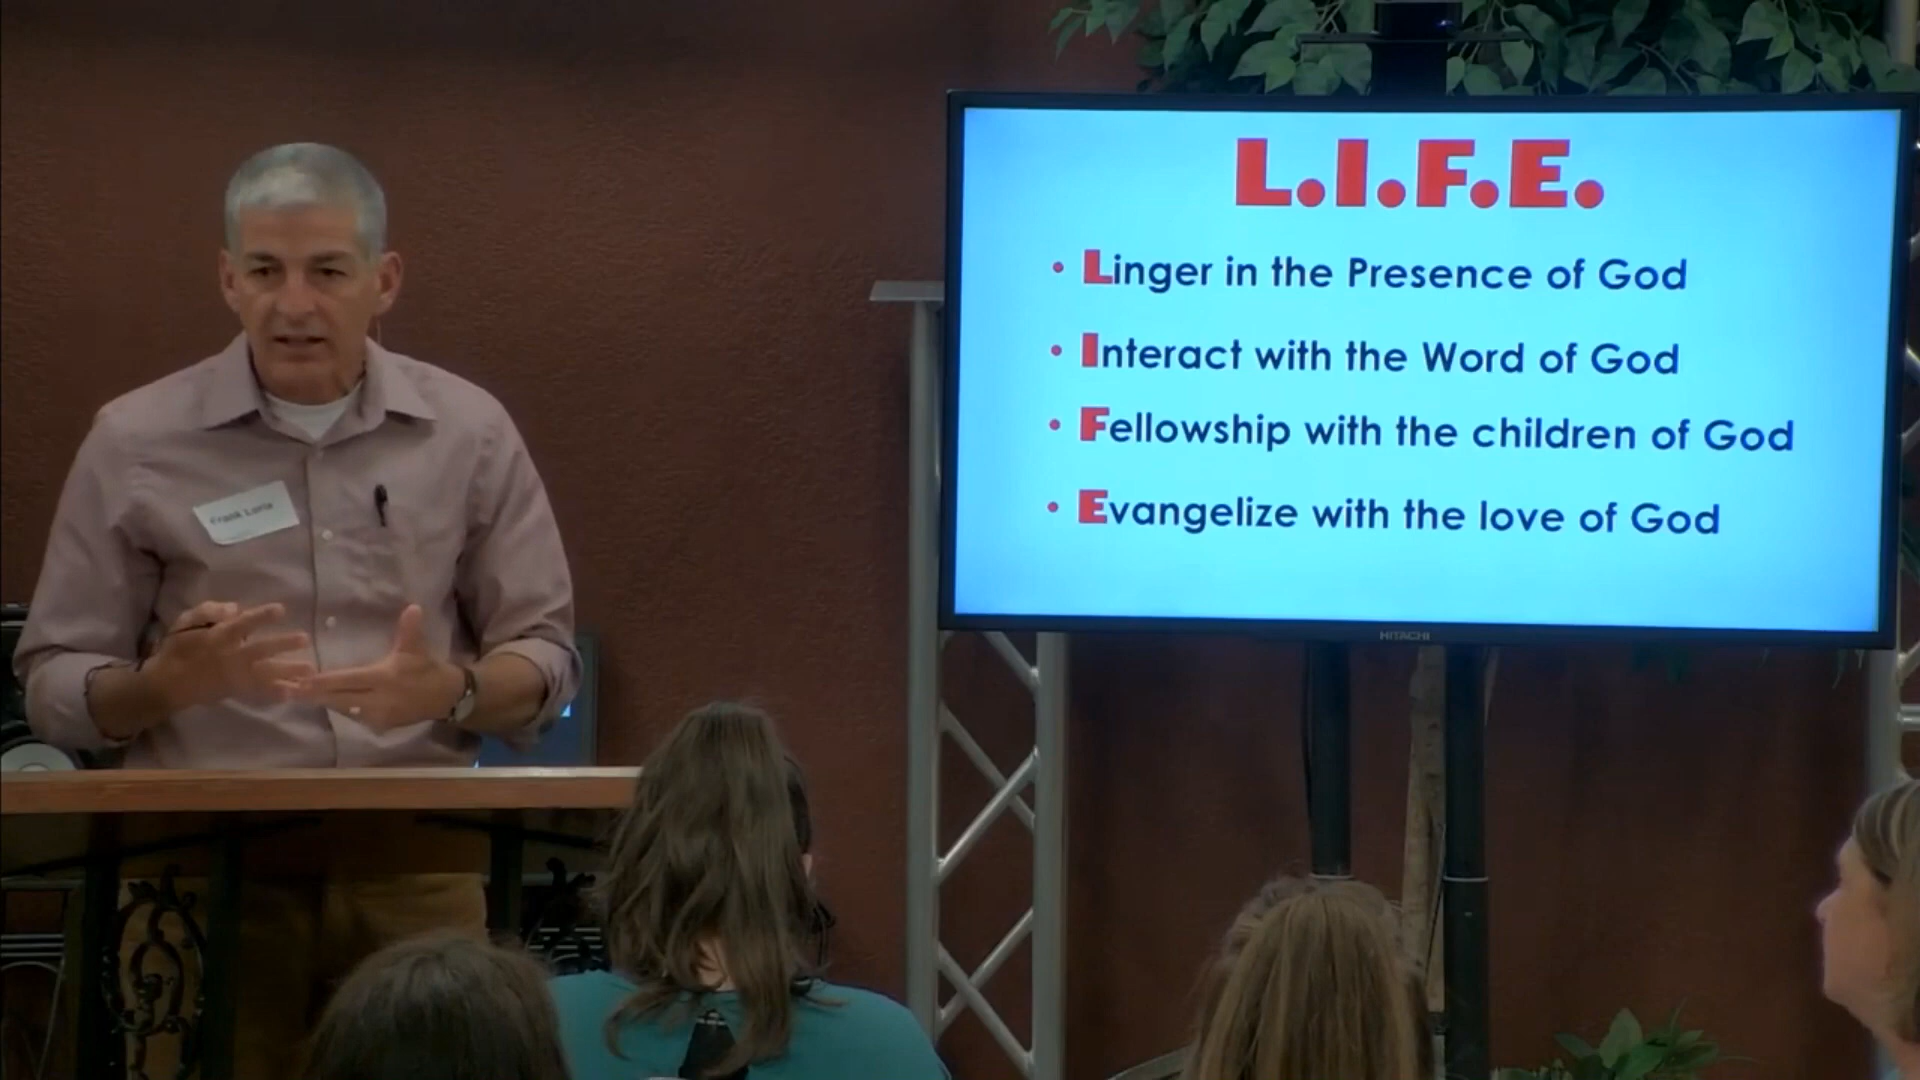 L.I.F.E.
• Linger in the Presence of God
• Interact with the Word of God
• Fellowship with the children of God
• Evangelize with the love of God
HITACHI
Frank